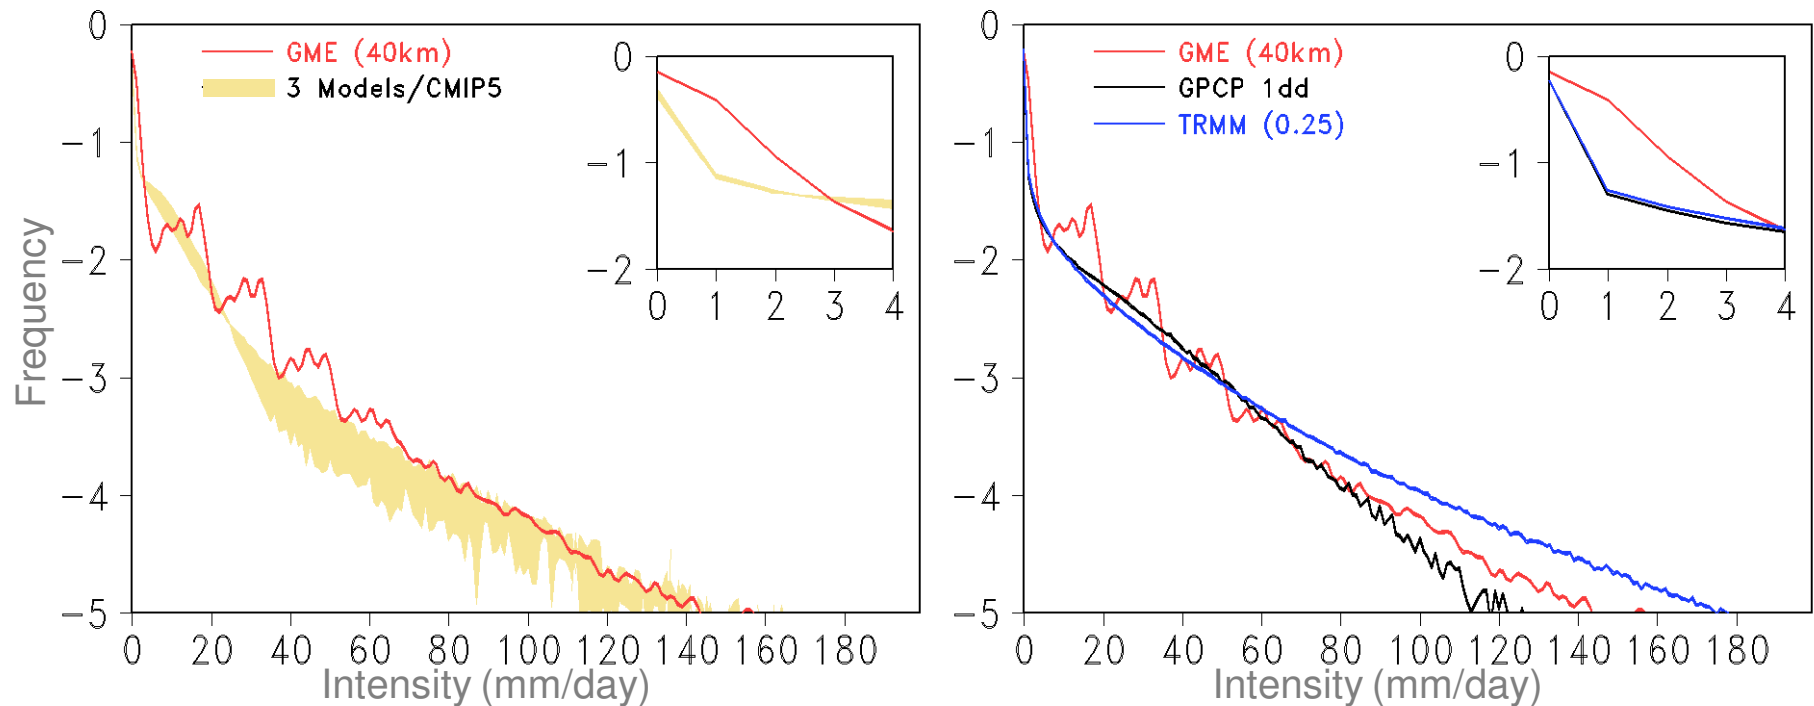 0
−1
−2
−3
−4
−5
Frequency
GME (40km)
3 Models/CMIP5
0
−1
−2
0 1 2 3 4
0 20 40 60 80 100 120 140 160 180
Intensity (mm/day)
0
−1
−2
−3
−4
−5
GME (40km)
GPCP 1dd
TRMM (0.25)
0
−1
−2
0 1 2 3 4
0 20 40 60 80 100 120 140 160 180
Intensity (mm/day)